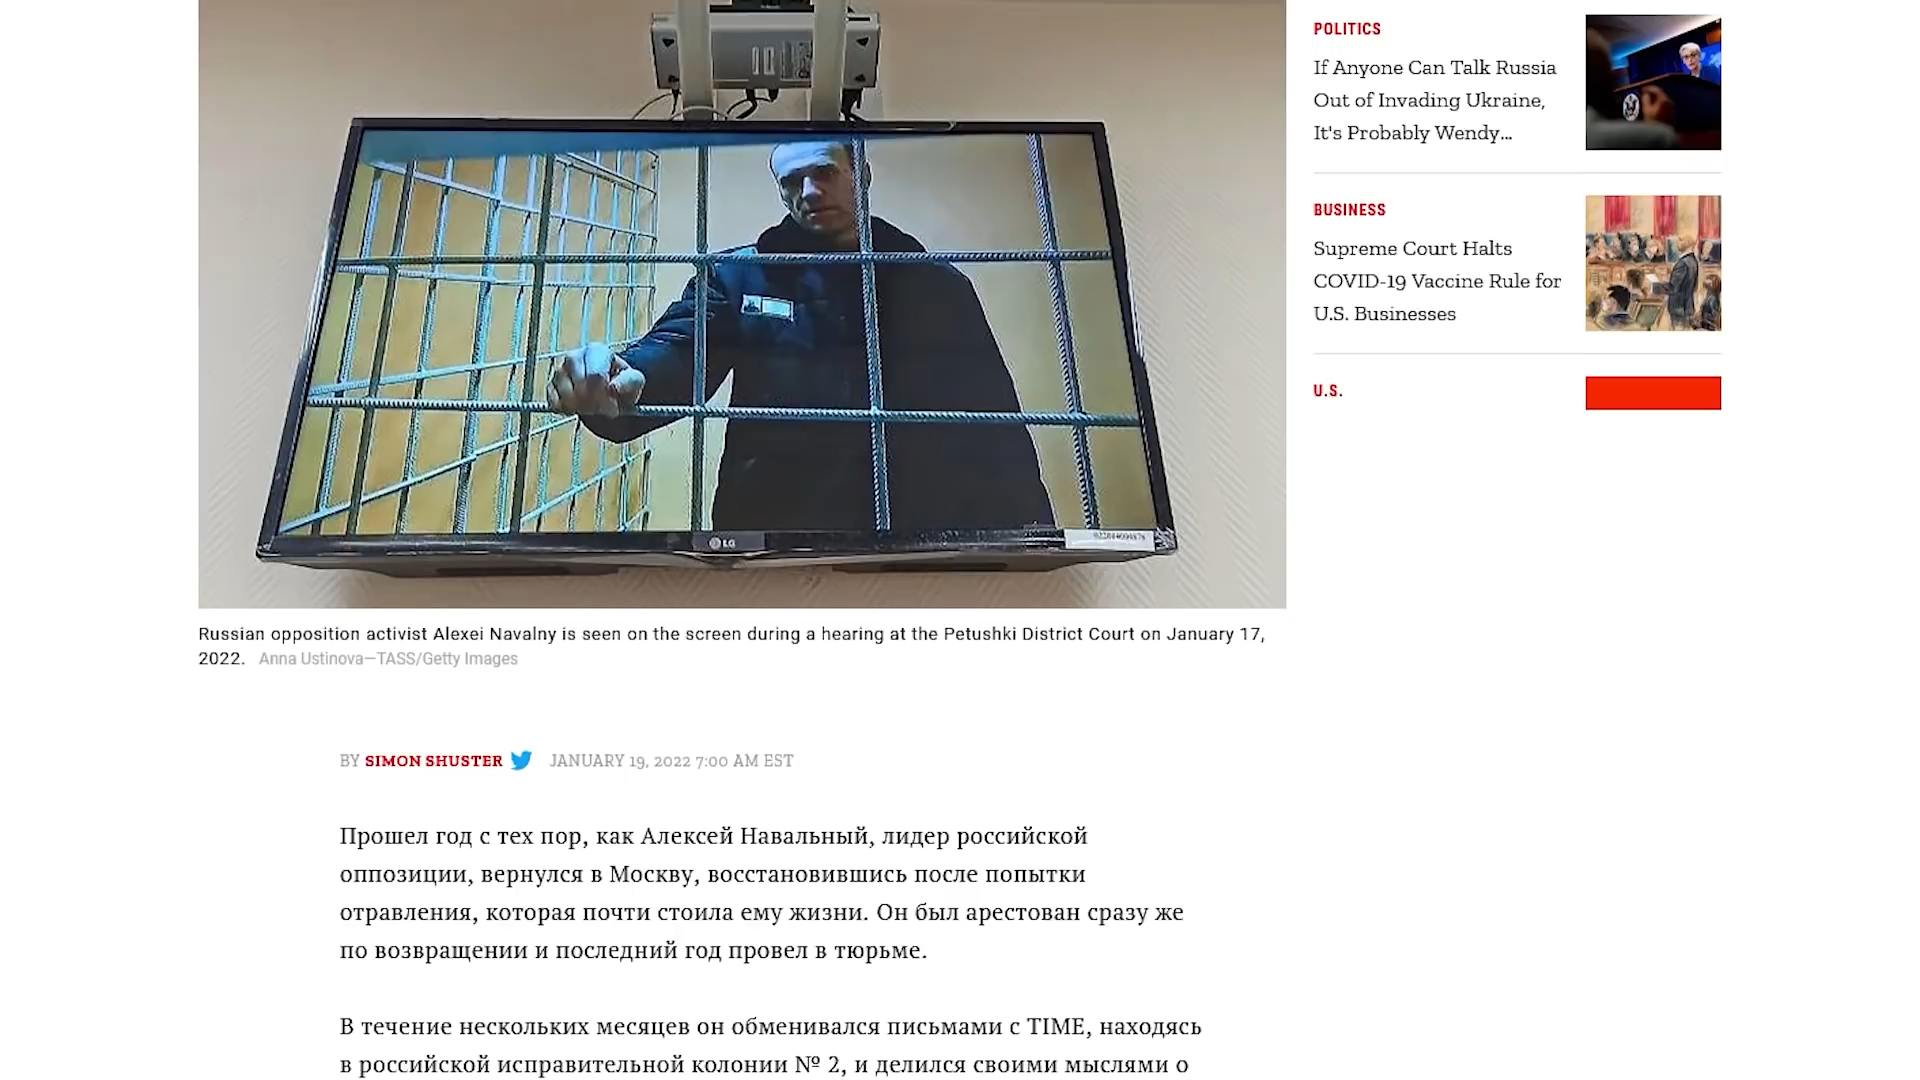 POLITICS
If Anyone Can Talk Russia
Out of Invading Ukraine,
It's Probably Wendy...
BUSINESS
Supreme Court Halts
COVID-19 Vaccine Rule for
U.S. Businesses
U.S.
LG
Russian opposition activist Alexei Navalny is seen on the screen during a hearing at the Petushki District Court on January 17,
2022. Anna Ustinova—TASS/Getty Images
BY SIMON SHUSTER JANUARY 19, 2022 7:00 AM EST
Прошел год с тех пор, как Алексей Навальный, лидер российской
оппозиции, вернулся в Москву, восстановившись после попытки
отравления, которая почти стоила ему жизни. Он был арестован сразу же
по возвращении и последний год провел в тюрьме.
В течение нескольких месяцев он обменивался письмами с TIME, находясь
в российской исправительной колонии № 2, и делился своими мыслями о